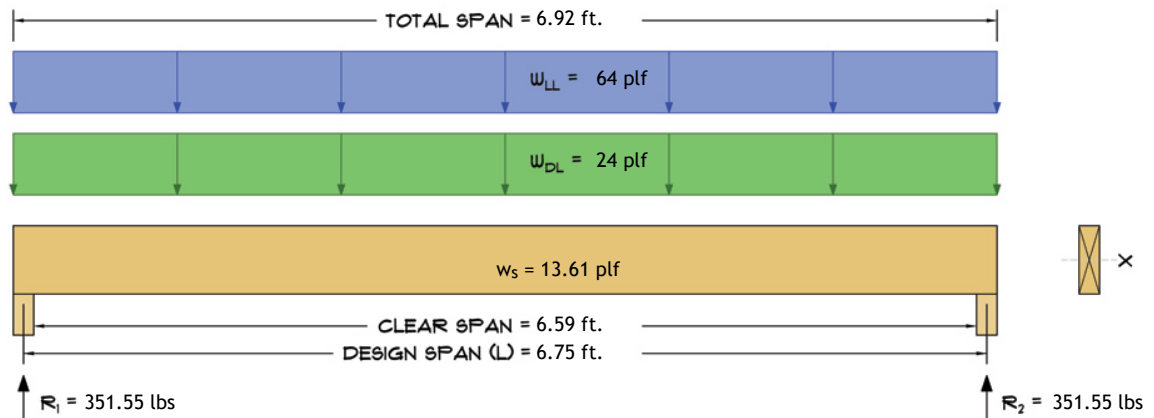 TOTAL SPAN = 6.92 ft.
wLL = 64 plf
wDL = 24 plf
ws = 13.61 plf
X
CLEAR SPAN = 6.59 ft.
DESIGN SPAN (L) = 6.75 ft.
R1 = 351.55 lbs
R2 = 351.55 lbs